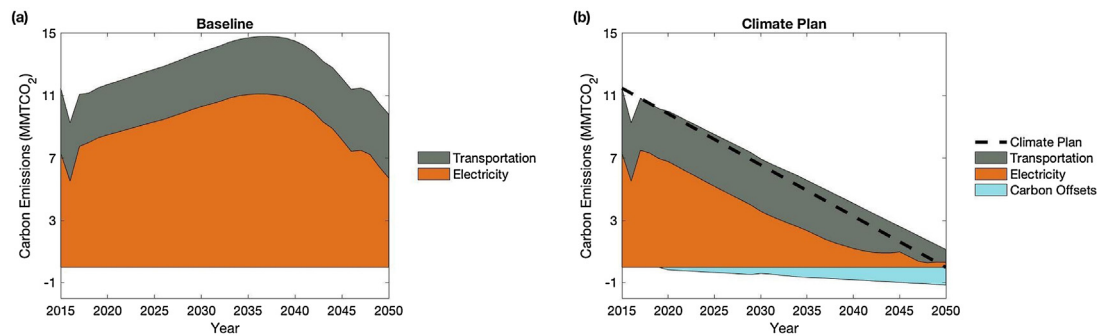 (a)
Baseline
Carbon Emissions (MMTCO2)
15
11
7
3
-1
2015 2020 2025 2030 2035 2040 2045 2050
Year
Transportation
Electricity
(b)
Climate Plan
Carbon Emissions (MMTCO2)
15
11
7
3
-1
2015 2020 2025 2030 2035 2040 2045 2050
Year
Climate Plan
Transportation
Electricity
Carbon Offsets